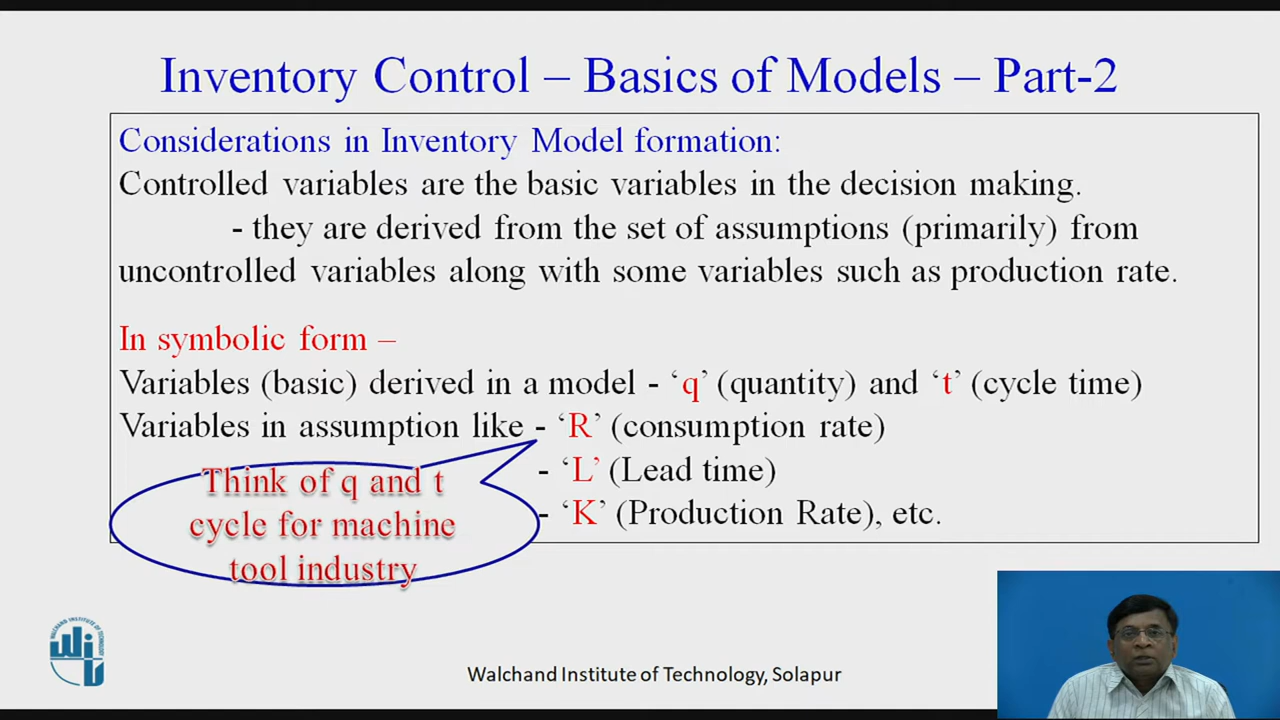 Inventory Control – Basics of Models – Part-2
Considerations in Inventory Model formation:
Controlled variables are the basic variables in the decision making.
- they are derived from the set of assumptions (primarily) from
uncontrolled variables along with some variables such as production rate.
In symbolic form –
Variables (basic) derived in a model - ‘q’ (quantity) and ‘t’ (cycle time)
Variables in assumption like - ‘R’ (consumption rate)
- ‘L’ (Lead time)
- ‘K’ (Production Rate), etc.
Think of q and t
cycle for machine
tool industry
WALCHAND INSTITUTE OF TECHNOLOGY
Walchand Institute of Technology, Solapur